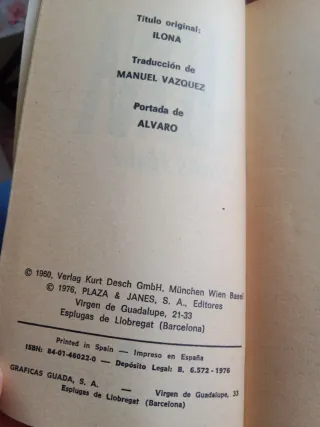 Título original:
ILONA
Traducción de
MANUEL VAZQUEZ
Portada de
ALVARO
© 1960, Verlag Kurt Desch GmbH. München Wien Basel
© 1976, PLAZA & JANES, S. A., Editores
Virgen de Guadalupe, 21-33
Esplugas de Llobregat (Barcelona)
Printed in Spain — Impreso en España
ISBN: 84-01-46022-0 — Depósito Legal: B. 6.572-1976
GRAFICAS GUADA, S. A. — Virgen de Guadalupe, 33
Esplugas de Llobregat (Barcelona)